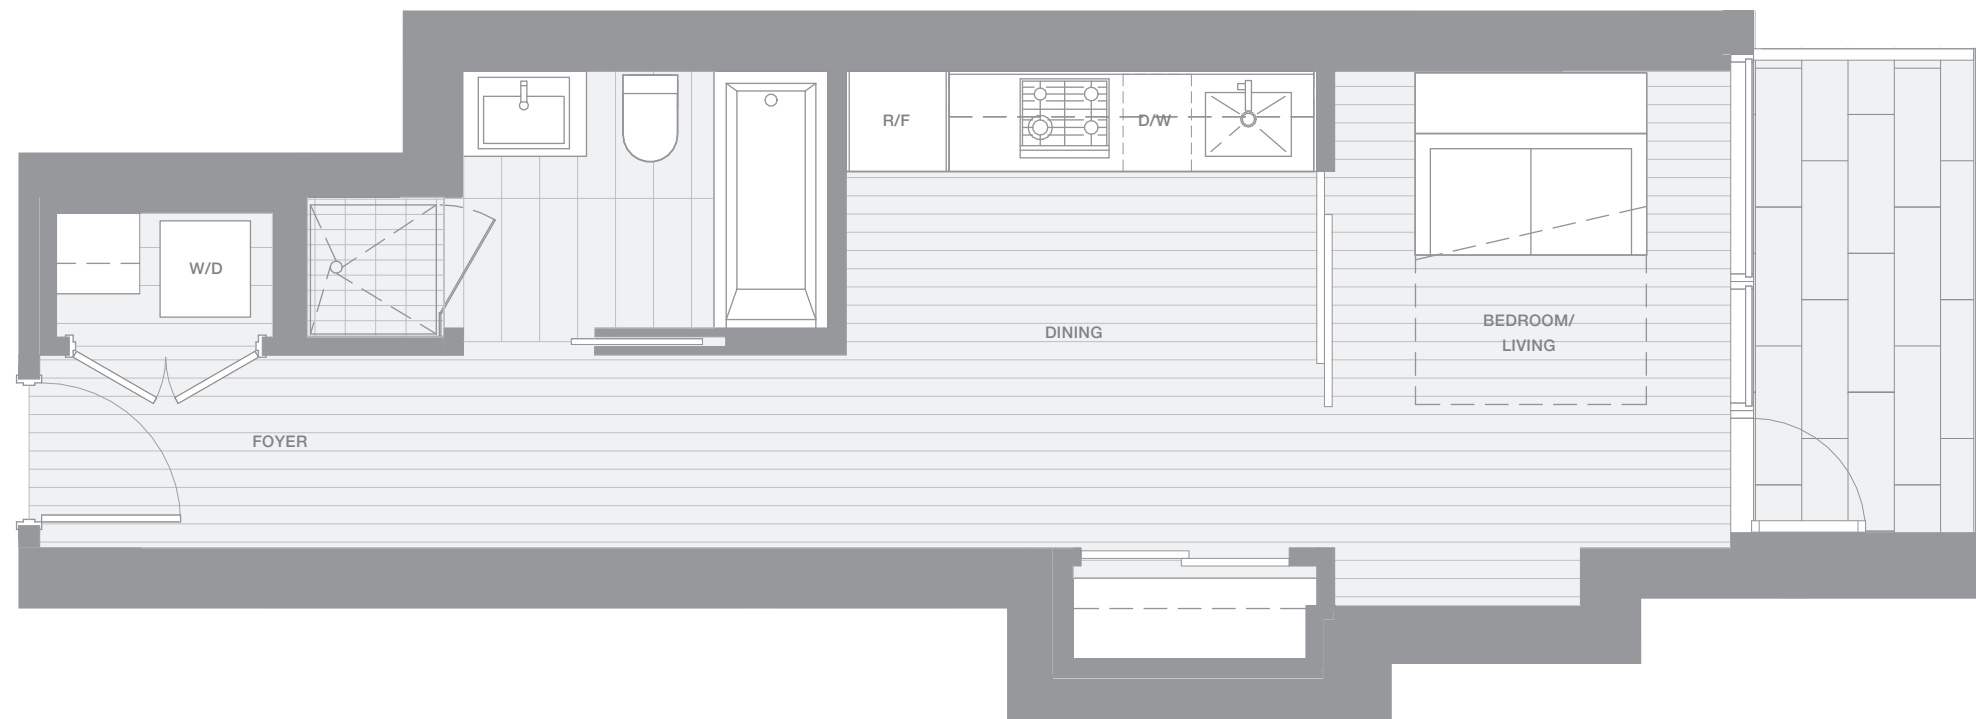 R/F
D/W
W/D
DINING
BEDROOM/
LIVING
FOYER